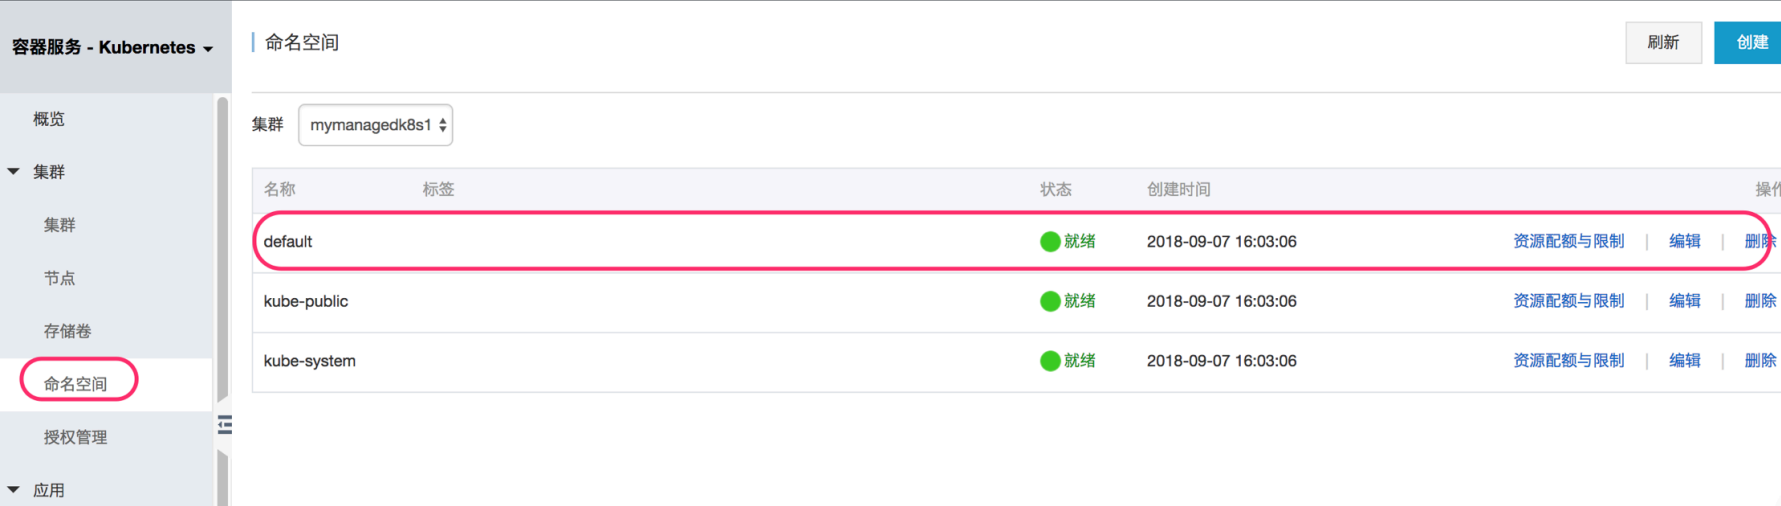 容器服务 - Kubernetes
概览
集群
集群
节点
存储卷
命名空间
授权管理
应用
命名空间
刷新 创建
集群 mymanagedk8s1
名称 标签 状态 创建时间 操作
default 就绪 2018-09-07 16:03:06 资源配额与限制 | 编辑 | 删除
kube-public 就绪 2018-09-07 16:03:06 资源配额与限制 | 编辑 | 删除
kube-system 就绪 2018-09-07 16:03:06 资源配额与限制 | 编辑 | 删除